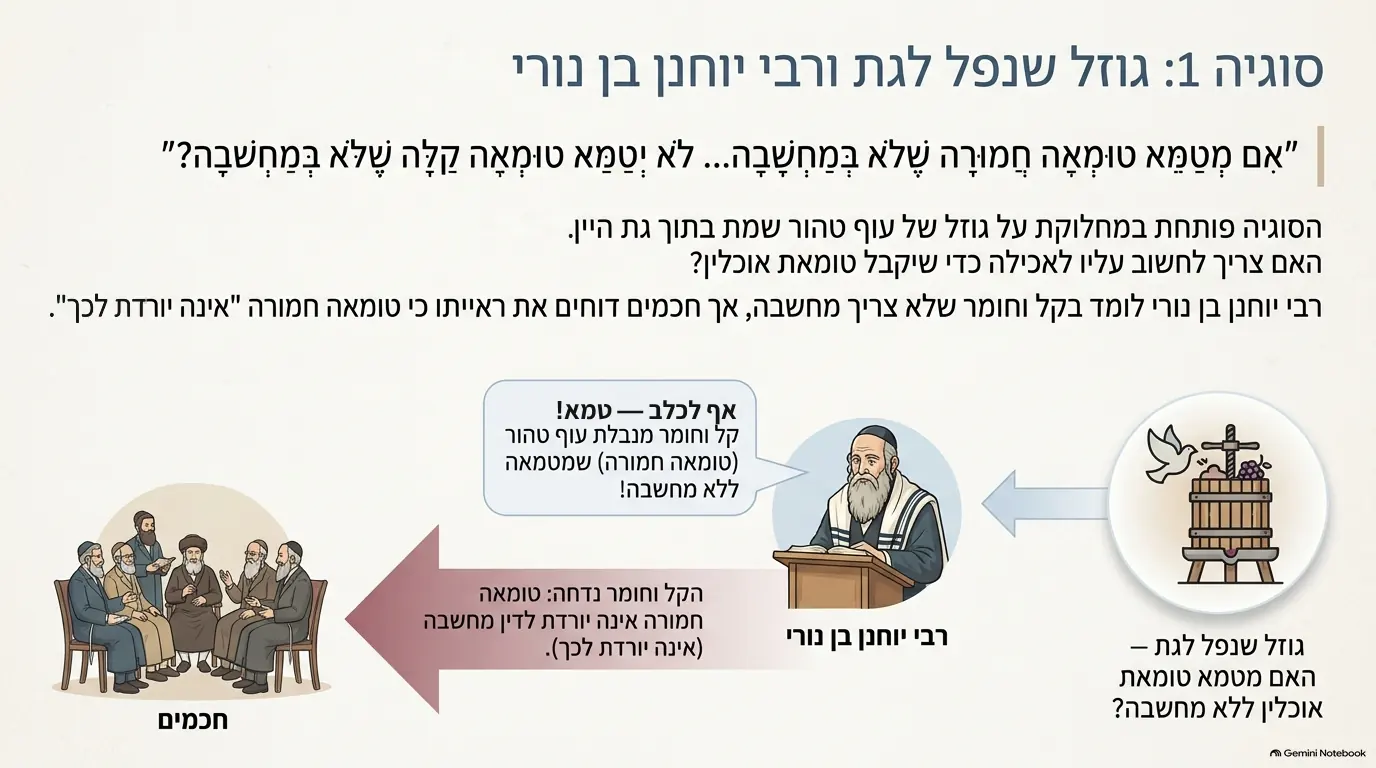 סוגיה 1: גוזל שנפל לגת ורבי יוחנן בן נורי
"אִם מְטַמֵּא טוּמְאָה חֲמוּרָה שֶׁלֹא בְּמַחְשָׁבָה... לֹא יְטַמֵּא טוּמְאָה קַלָּה שֶׁלֹּא בְּמַחְשָׁבָה?"
הסוגיה פותחת במחלוקת על גוזל של עוף טהור שמת בתוך גת היין.
האם צריך לחשוב עליו לאכילה כדי שיקבל טומאת אוכלין?
רבי יוחנן בן נורי לומד בקל וחומר שלא צריך מחשבה, אך חכמים דוחים את ראייתו כי טומאה חמורה "אינה יורדת לכך".
גוזל שנפל לגת –
האם מטמא טומאת
אוכלין ללא מחשבה?
אף לכלב — טמא!
קל וחומר מנבלת עוף טהור
(טומאה חמורה) שמטמאה
ללא מחשבה!
רבי יוחנן בן נורי
הקל וחומר נדחה: טומאה
חמורה אינה יורדת לדין מחשבה
(אינה יורדת לכך).
חכמים
Gemini Notebook